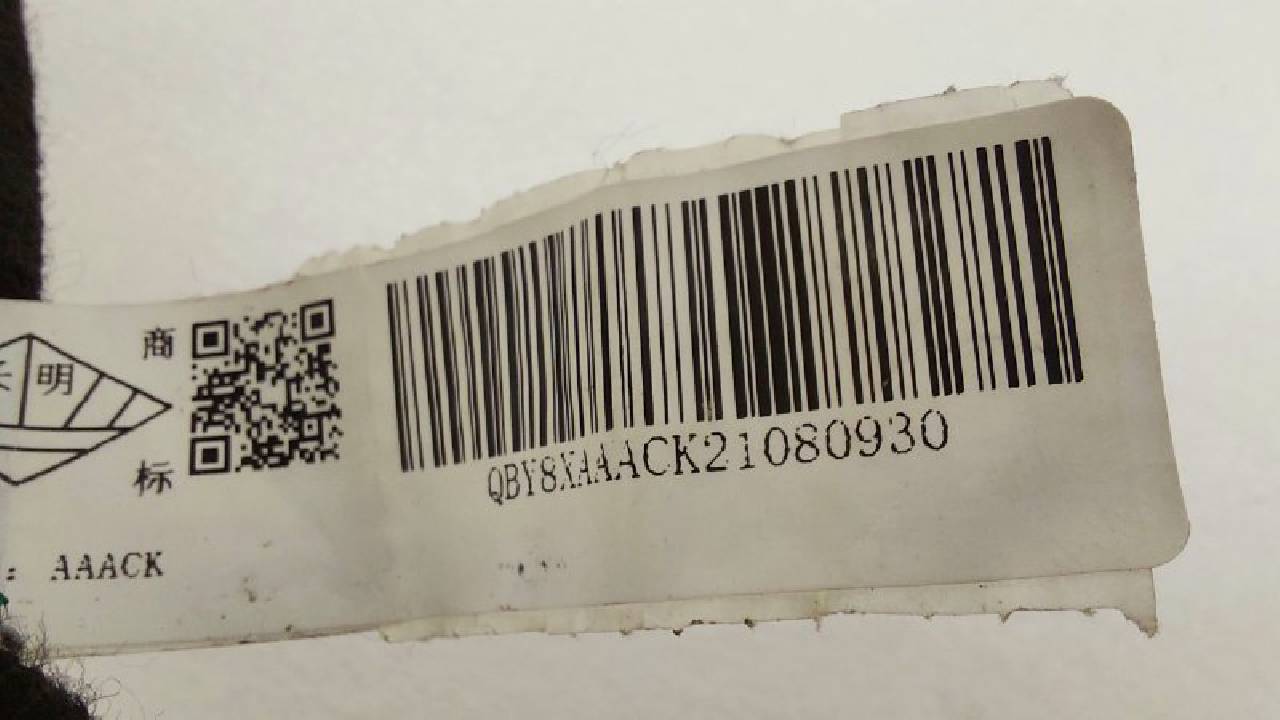 商
明
标
QBY8XAAACK21080930
: AAACK